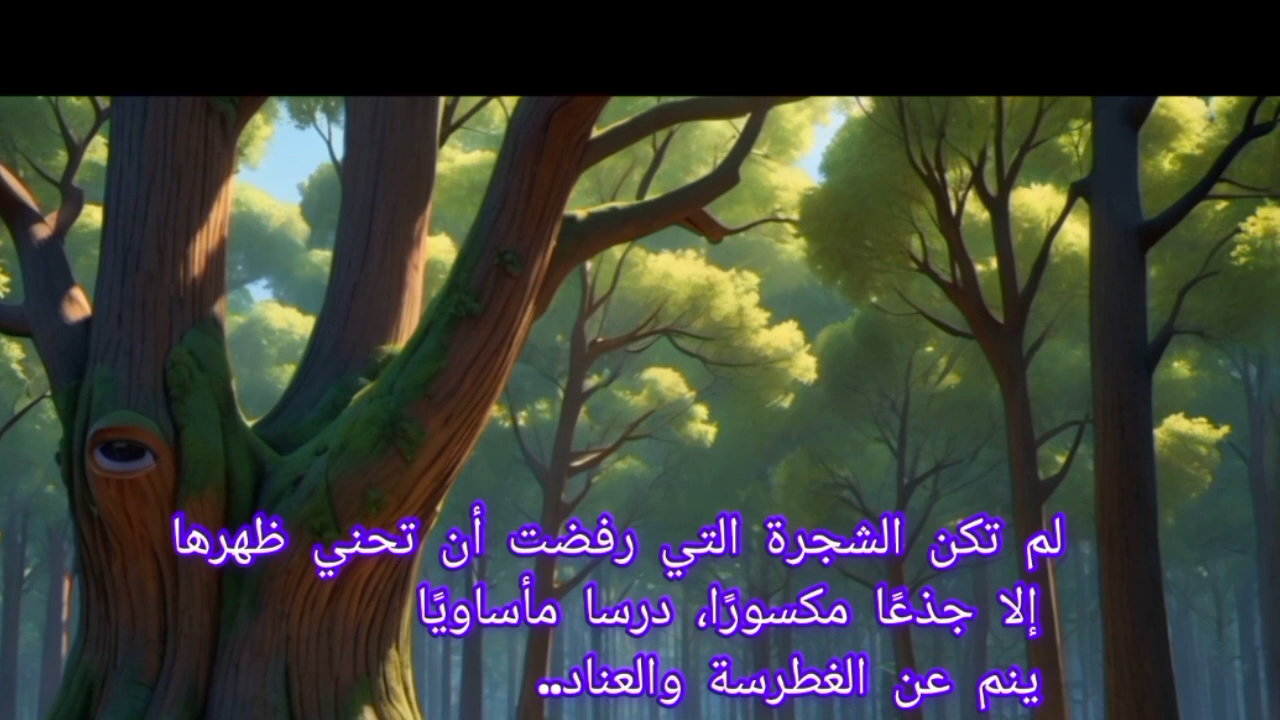 لم تكن الشجرة التي رفضت أن تحني ظهرها
إلا جذعًا مكسورًا، درسا مأساويًا
ينم عن الغطرسة والعناد..